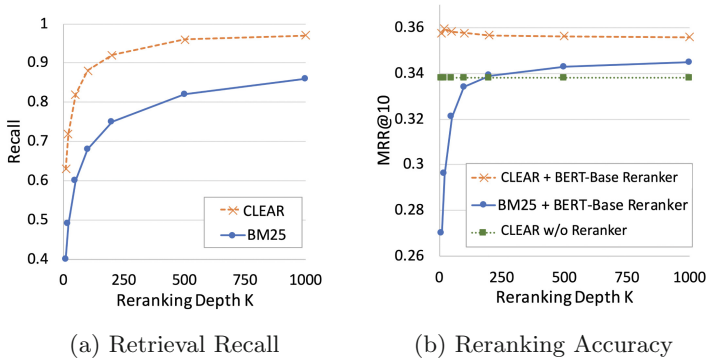 1
0.9
0.8
0.7
0.6
0.5
0.4
Recall
CLEAR
BM25
0 250 500 750 1000
Reranking Depth K
(a) Retrieval Recall
0.36
0.34
0.32
0.3
0.28
0.26
MRR@10
CLEAR + BERT-Base Reranker
BM25 + BERT-Base Reranker
CLEAR w/o Reranker
0 250 500 750 1000
Reranking Depth K
(b) Reranking Accuracy